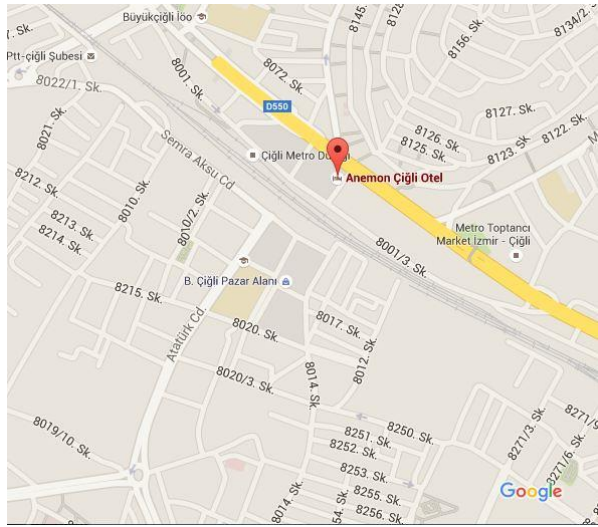 Büyükçiğli İöo
8145.
8128.
8134/2.
8156. Sk.
Ptt-çiğli Şubesi
8022/1. Sk.
8001. Sk.
8072. Sk.
D550
8127. Sk.
8126. Sk.
8125. Sk.
8123. Sk.
8122. Sk.
8021. Sk.
Semra Aksu Cd
Çiğli Metro
Anemon Çiğli Otel
8212. Sk.
8213. Sk.
8214. Sk.
8010. Sk.
8010/2. Sk.
8001/3. Sk.
Metro Toptancı
Market İzmir - Çiğli
B. Çiğli Pazar Alanı
8215. Sk.
Atatürk Cd.
8020. Sk.
8017. Sk.
8012. Sk.
8020/3. Sk.
8014. Sk.
8019/10. Sk.
8250. Sk.
8251. Sk.
8252. Sk.
8253. Sk.
8255. Sk.
8256. Sk.
8014. Sk.
8271/3. Sk.
8271/6. Sk.
8271/9
Google